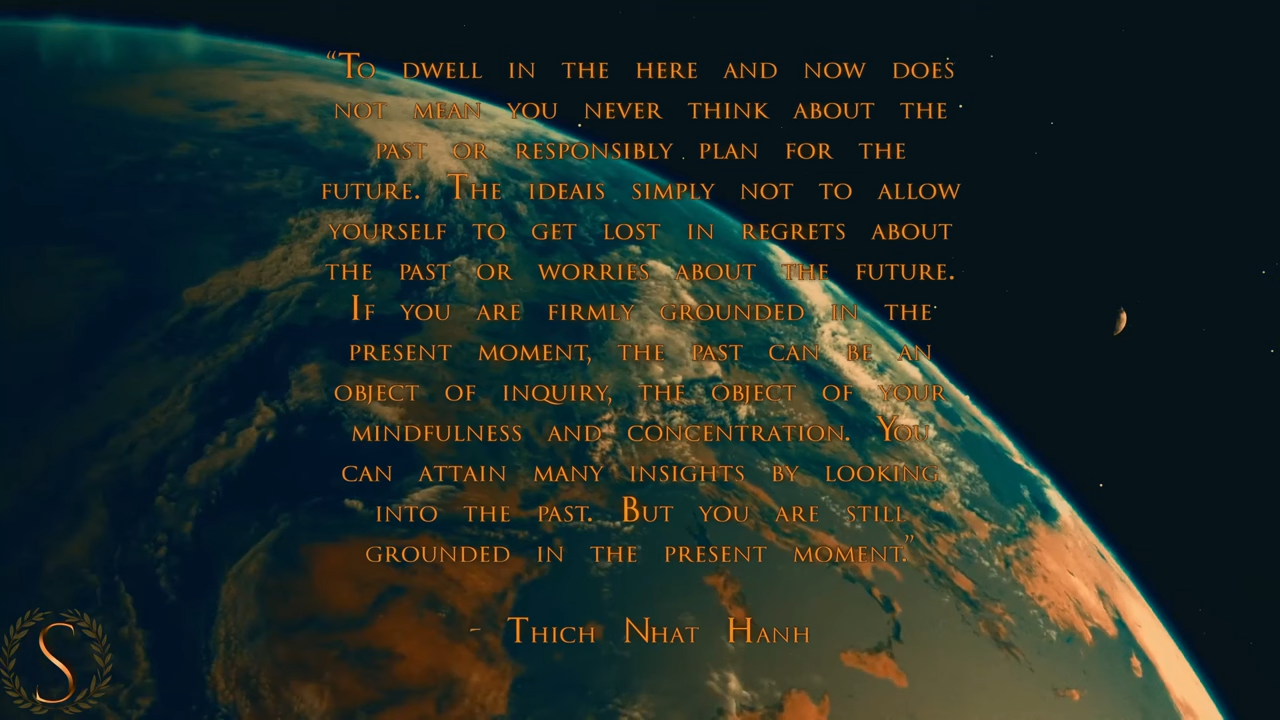 “To dwell in the here and now does
not mean you never think about the
past or responsibly plan for the
future. The ideais simply not to allow
yourself to get lost in regrets about
the past or worries about the future.
If you are firmly grounded in the
present moment, the past can be an
object of inquiry, the object of your
mindfulness and concentration. You
can attain many insights by looking
into the past. But you are still
grounded in the present moment.”
- Thich Nhat Hanh
S